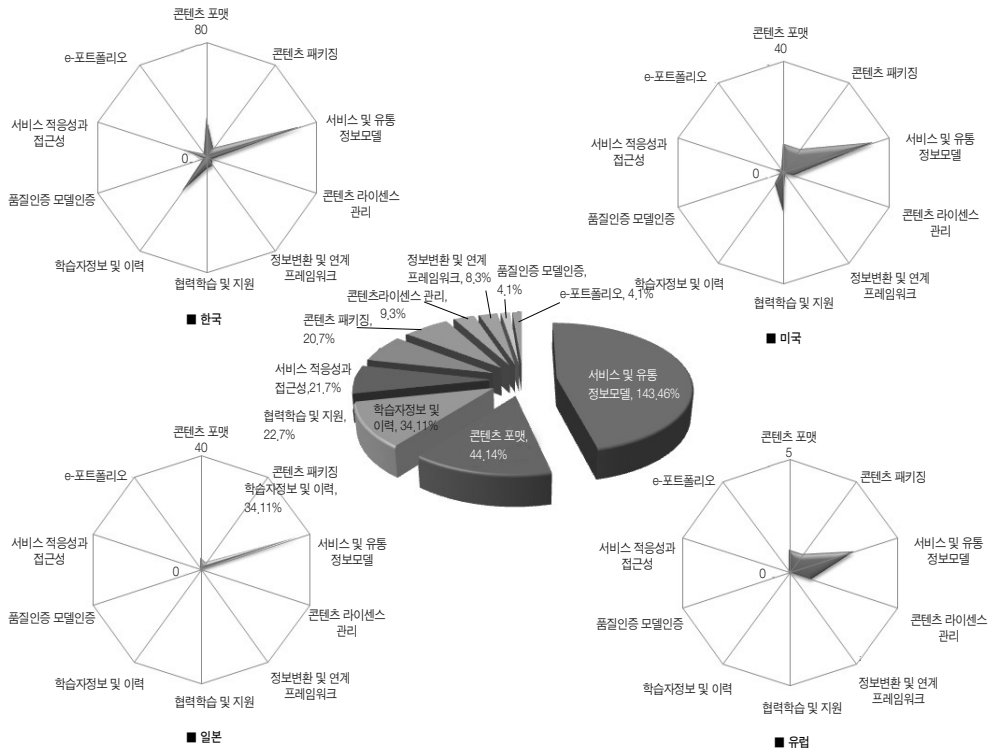 콘텐츠 포맷
80
콘텐츠 패키징
서비스 및 유통
정보모델
콘텐츠 라이센스
관리
정보변환 및 연계
프레임워크
협력학습 및 지원
학습자정보 및 이력
품질인증 모델인증
서비스 적응성과
접근성
e-포트폴리오
0
■ 한국
콘텐츠 포맷
40
콘텐츠 패키징
서비스 및 유통
정보모델
콘텐츠 라이센스
관리
정보변환 및 연계
프레임워크
협력학습 및 지원
학습자정보 및 이력
품질인증 모델인증
서비스 적응성과
접근성
e-포트폴리오
0
■ 미국
정보변환 및 연계
프레임워크, 8,3%
품질인증 모델인증,
4,1%
e-포트폴리오, 4,1%
콘텐츠라이센스 관리,
9,3%
콘텐츠 패키징,
20,7%
서비스 적응성과
접근성,21,7%
협력학습 및 지원,
22,7%
학습자정보 및
이력, 34,11%
콘텐츠 포맷,
44,14%
서비스 및 유통
정보모델, 143,46%
콘텐츠 포맷
40
콘텐츠 패키징
학습자정보 및 이력,
34,11%
서비스 및 유통
정보모델
콘텐츠 라이센스
관리
정보변환 및 연계
프레임워크
협력학습 및 지원
학습자정보 및 이력
품질인증 모델인증
서비스 적응성과
접근성
e-포트폴리오
0
■ 일본
콘텐츠 포맷
5
콘텐츠 패키징
서비스 및 유통
정보모델
콘텐츠 라이센스
관리
정보변환 및 연계
프레임워크
협력학습 및 지원
학습자정보 및 이력
품질인증 모델인증
서비스 적응성과
접근성
e-포트폴리오
0
■ 유럽